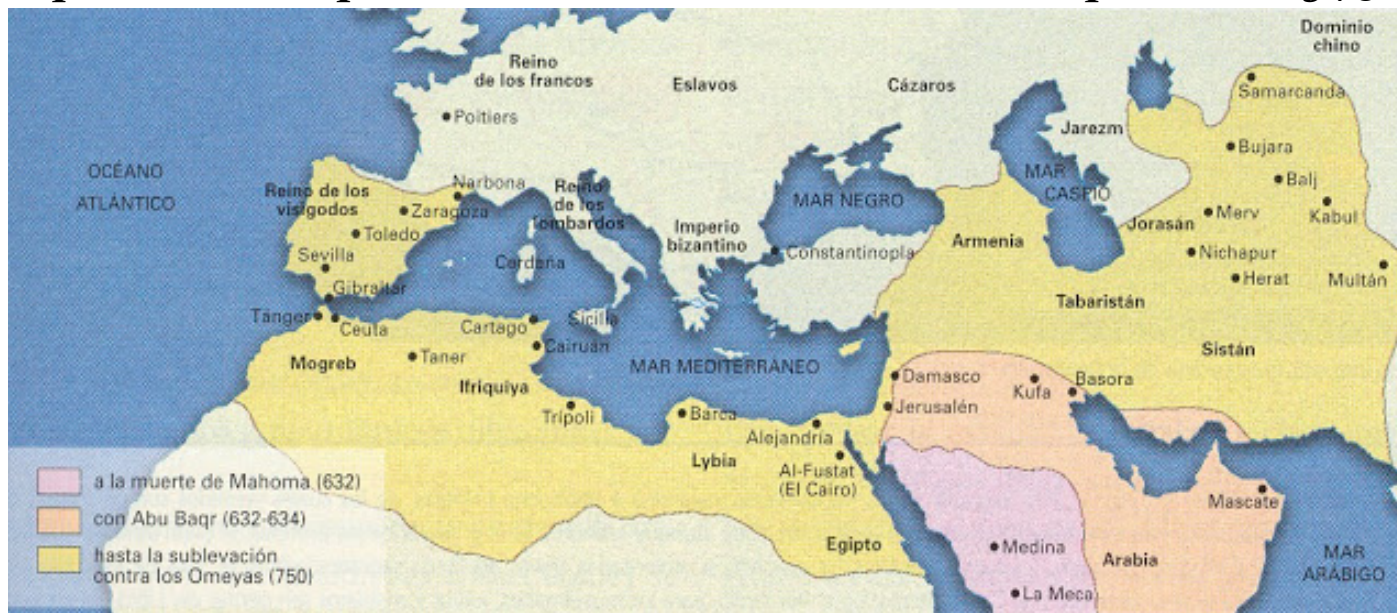 Dominio
chino
Reino
de los francos
Eslavos
Cázaros
Samarcanda
Poitiers
Jarezm
Bujara
OCÉANO
ATLÁNTICO
MAR
CASPIO
Balj
Narbona
Reino de los
visigodos
Reino
de los
lombardos
MAR NEGRO
Kabul
Zaragoza
Jorasán
Merv
Toledo
Imperio
bizantino
Armenia
Constantinopla
Nichapur
Sevilla
Cerdeña
Herat
Multán
Gibraltar
Tabaristán
Tánger
Ceuta
Cartago
Sicilia
Cairuán
Sistán
Mogreb
Taner
MAR MEDITERRANEO
Ifriquiya
Damasco
Kufa
Basora
Trípoli
Barca
Jerusalén
Alejandría
Lybia
Al-Fustat
(El Cairo)
a la muerte de Mahoma (632)
Mascate
con Abu Baqr (632-634)
Egipto
Medina
Arabia
MAR
ARÁBIGO
hasta la sublevación
contra los Omeyas (750)
La Meca